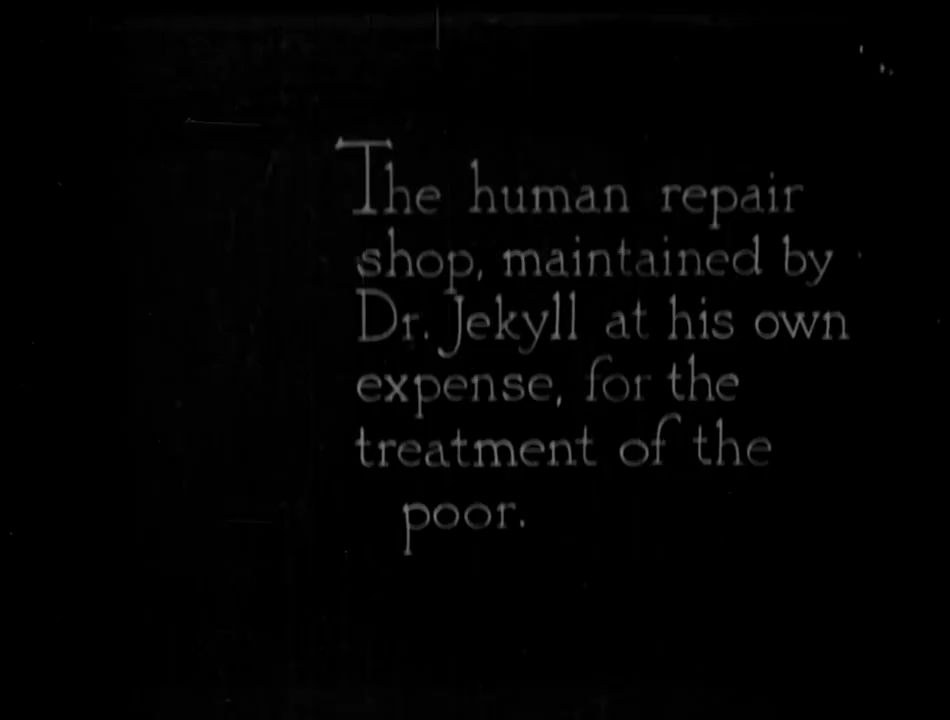 The human repair
shop, maintained by
Dr. Jekyll at his own
expense, for the
treatment of the
poor.